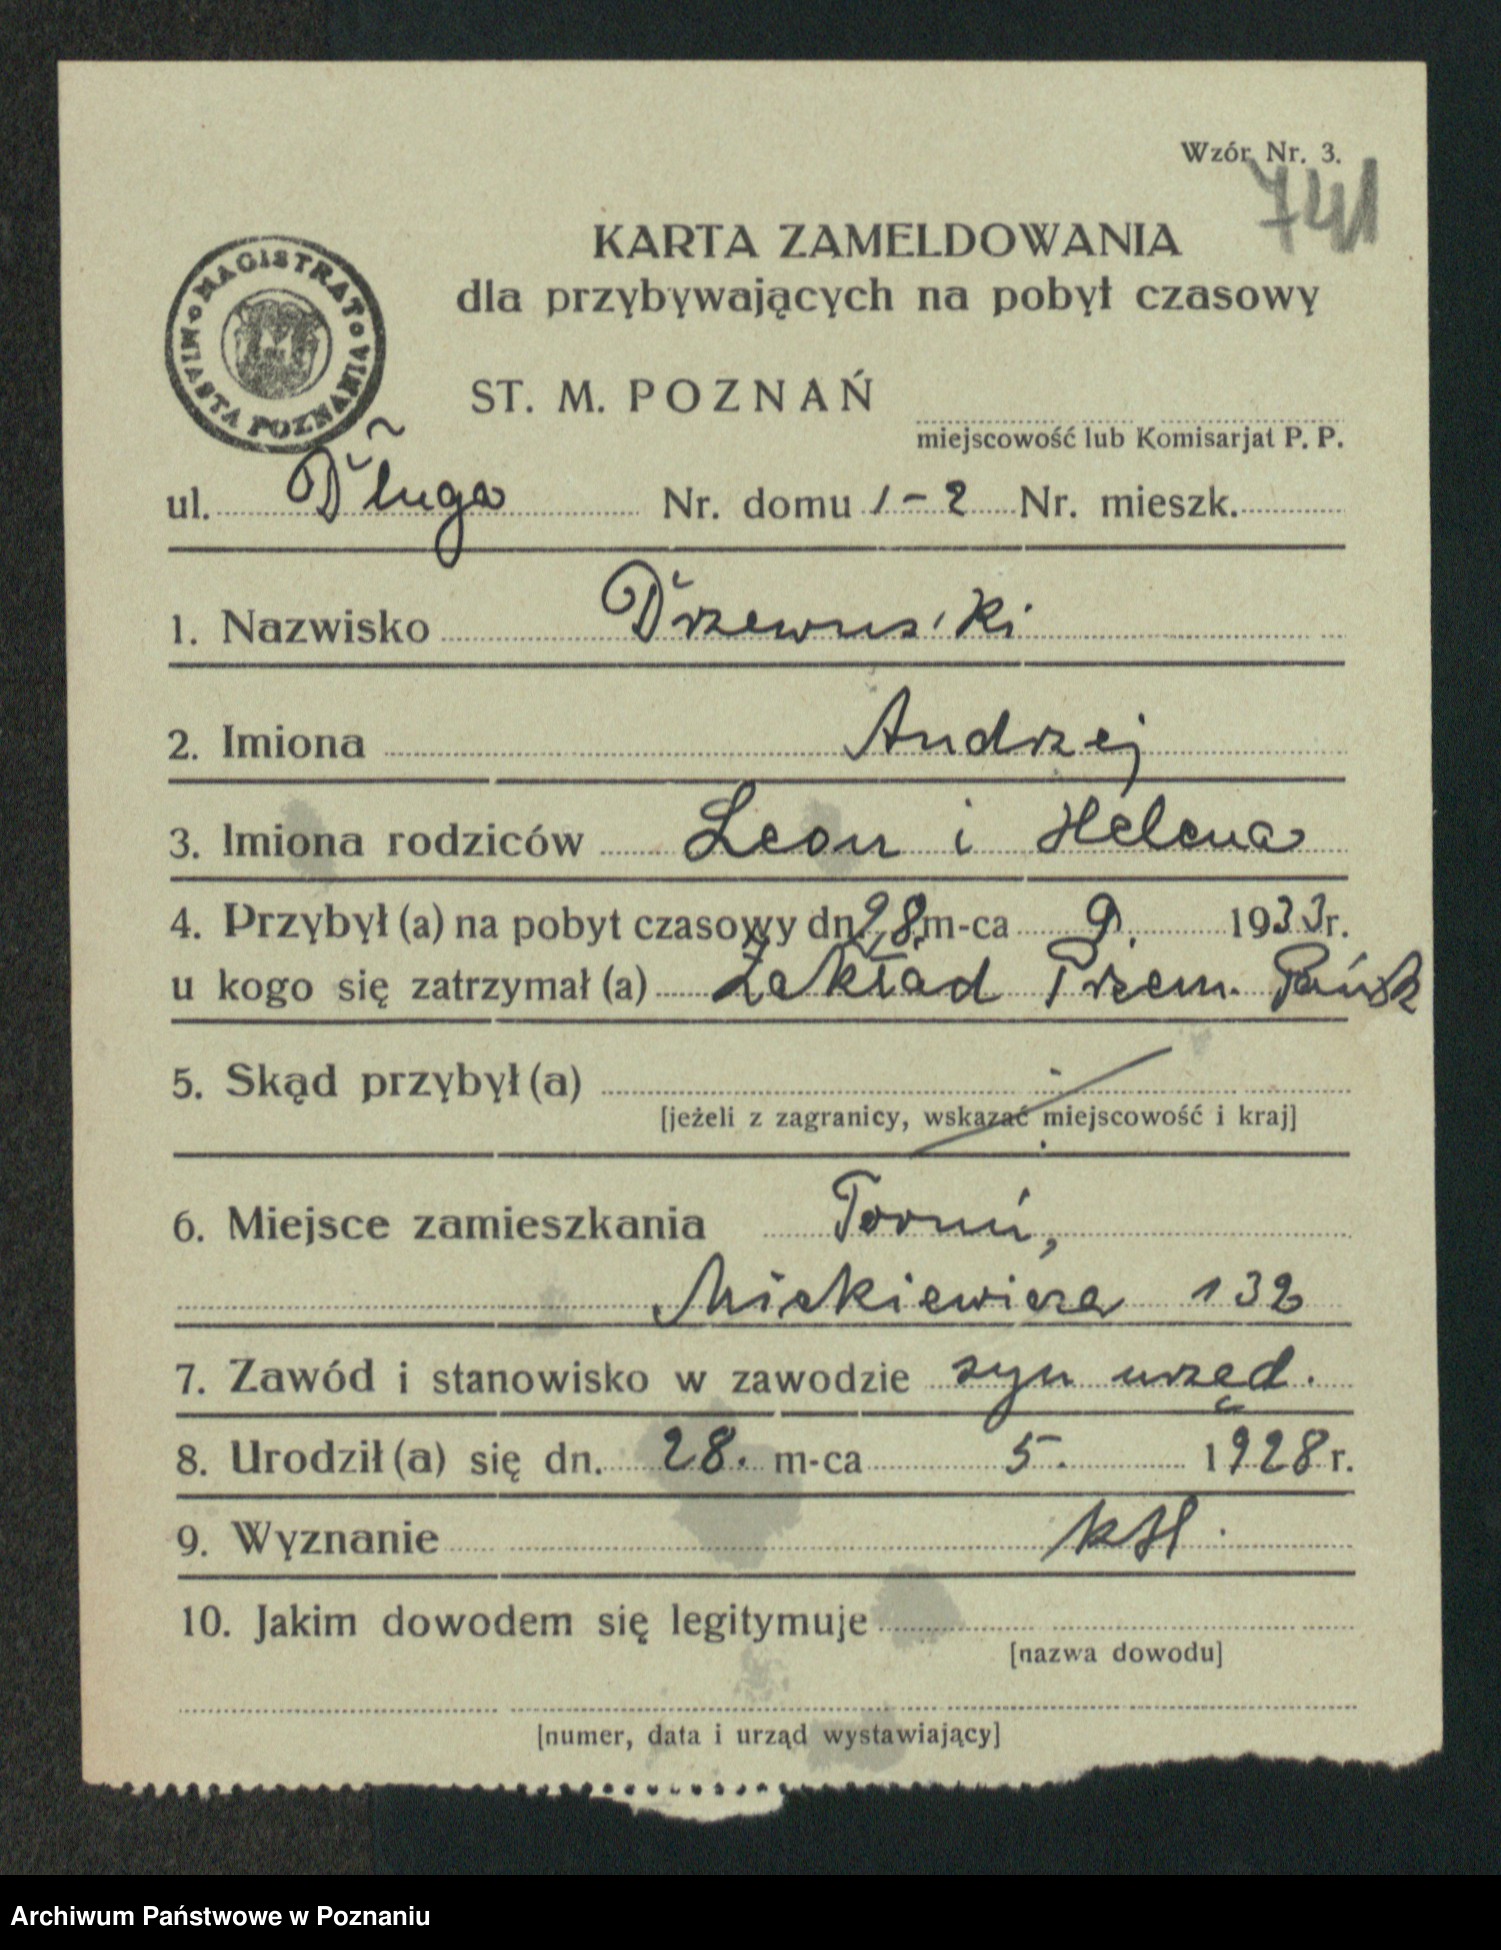 Wzór Nr. 3.
741
KARTA ZAMELDOWANIA
dla przybywających na pobyt czasowy
MAGISTRAT MIASTA POZNANIA
ST. M. POZNAŃ
miejscowość lub Komisarjat P. P.
ul. Długa Nr. domu 1-2 Nr. mieszk.
1. Nazwisko
2. Imiona Andrzej
3. Imiona rodziców Leon i Helena
4. Przybył (a) na pobyt czasowy dn. 28. m-ca 9. 1933 r.
u kogo się zatrzymał (a) Zakład Przem. Pańsk
5. Skąd przybył (a)
[jeżeli z zagranicy, wskazać miejscowość i kraj]
6. Miejsce zamieszkania Toruń,
Mickiewicza 132
7. Zawód i stanowisko w zawodzie syn urzęd.
8. Urodził (a) się dn. 28. m-ca 5. 1928 r.
9. Wyznanie ktl.
10. Jakim dowodem się legitymuje
[nazwa dowodu]
[numer, data i urząd wystawiający]
Archiwum Państwowe w Poznaniu